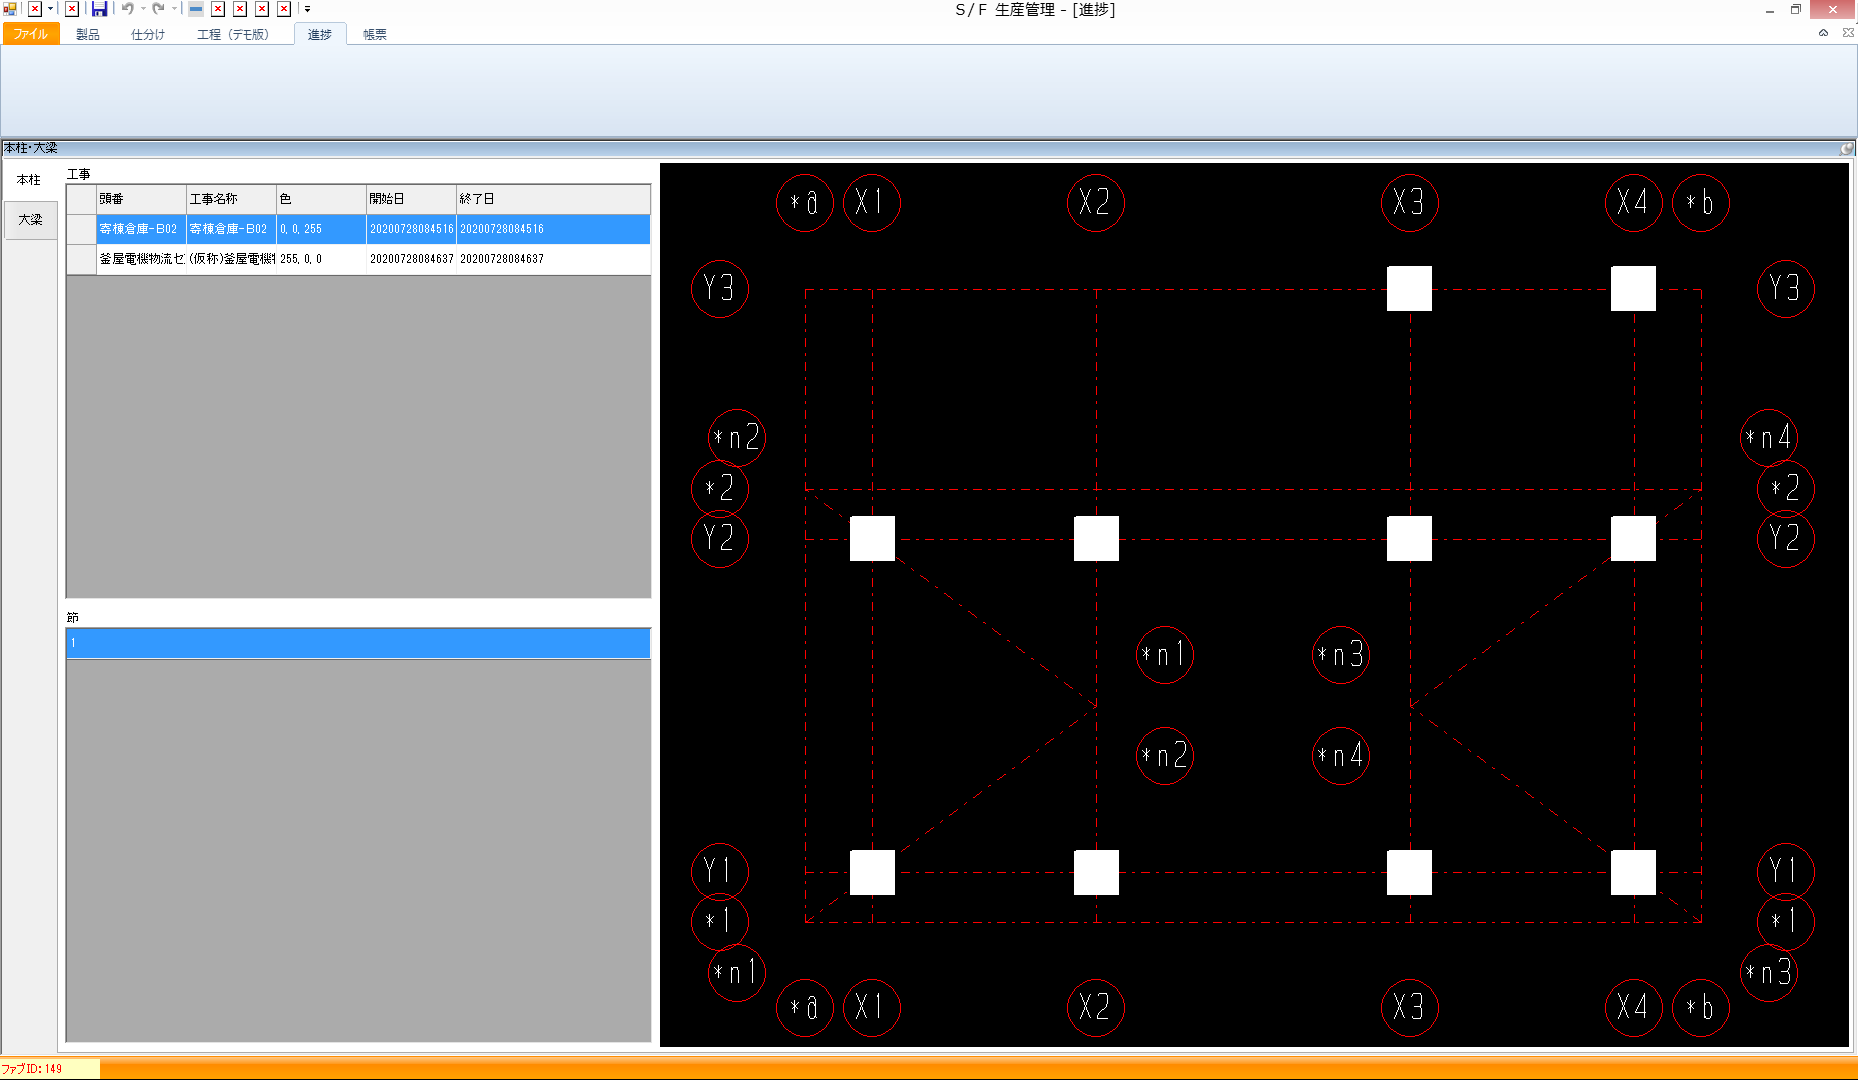 S/F 生産管理 - [進捗]
ファイル 製品 仕分け 工程（デモ版） 進捗 帳票
本柱・大梁
本柱
大梁
工事
頭番 工事名称 色 開始日 終了日
寄棟倉庫-B02 寄棟倉庫-B02 0, 0, 255 20200728084516 20200728084516
釜屋電機物流セ (仮称)釜屋電機 255, 0, 0 20200728084637 20200728084637
節
1
*a X1 X2 X3 X4 *b
Y3 Y3
*n2 *n4
*2 *2
Y2 Y2
*n1 *n3
*n2 *n4
Y1 Y1
*1 *1
*n1 *n3
*a X1 X2 X3 X4 *b
ファブID: 149